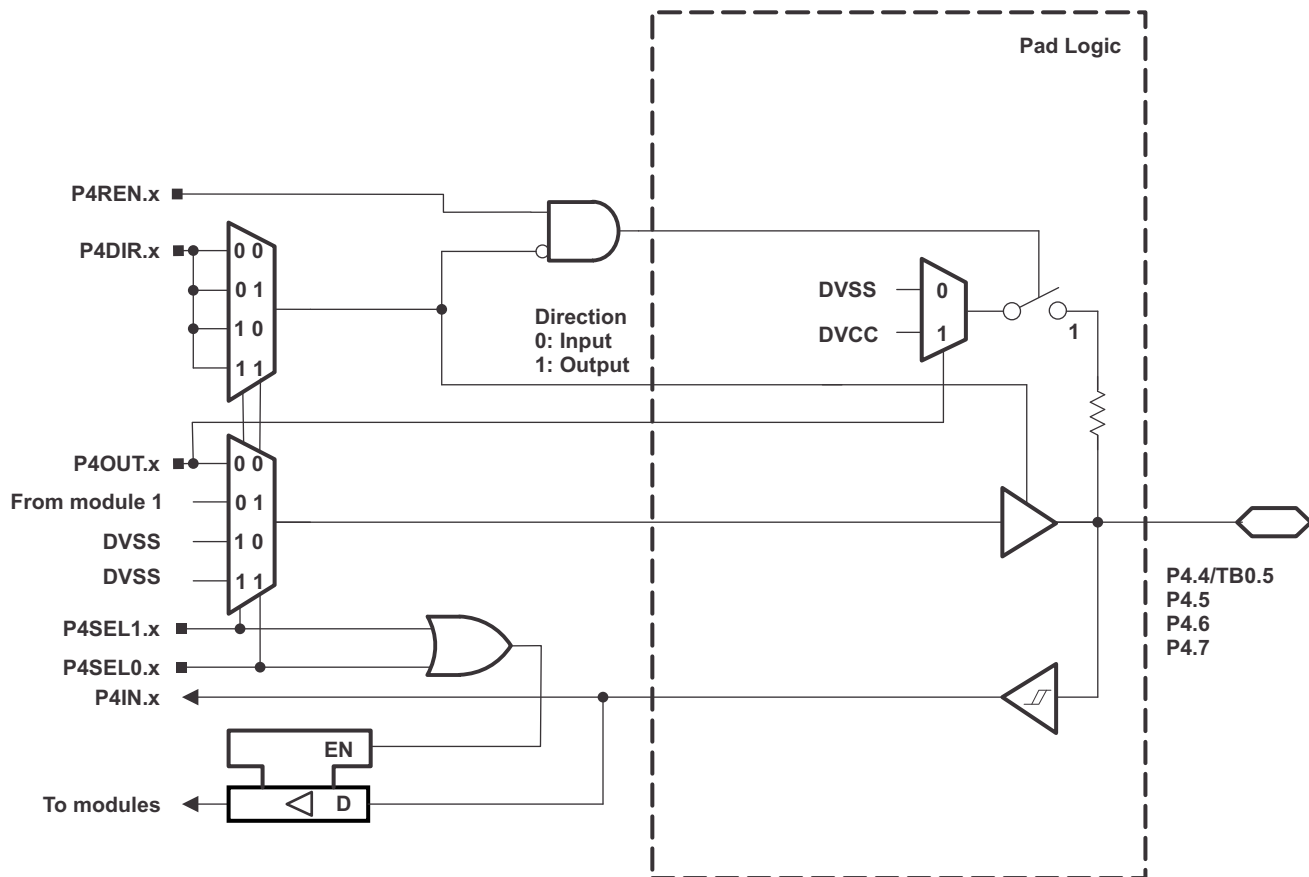 Pad Logic
P4REN.x
P4DIR.x
0 0
0 1
1 0
1 1
Direction
0: Input
1: Output
DVSS
DVCC
0
1
1
P4OUT.x
From module 1
DVSS
DVSS
0 0
0 1
1 0
1 1
P4SEL1.x
P4SEL0.x
P4IN.x
EN
D
To modules
P4.4/TB0.5
P4.5
P4.6
P4.7